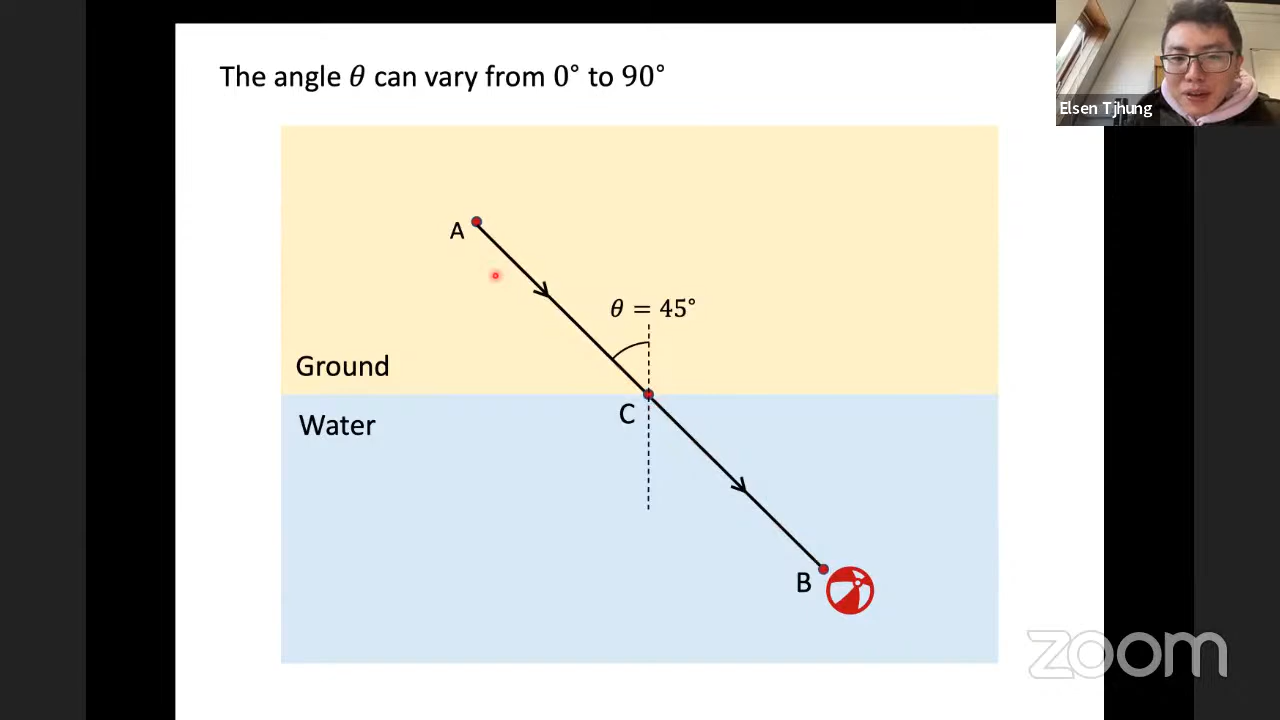 The angle θ can vary from 0° to 90°
Elsen Tjhung
A
θ = 45°
Ground
C
Water
B
zoom